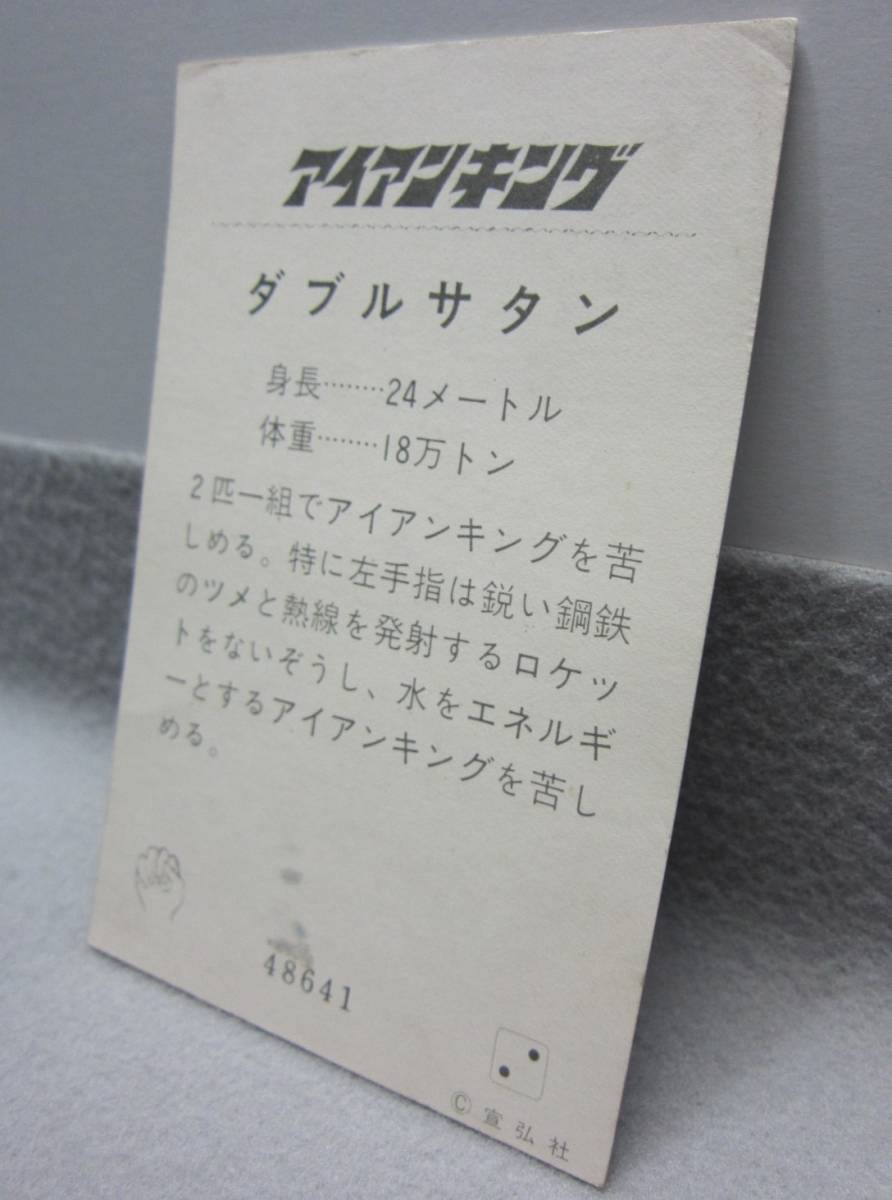 アイアンキング
ダブルサタン
身長………24メートル
体重………18万トン
2匹一組でアイアンキングを苦
しめる。特に左手指は鋭い鋼鉄
のツメと熱線を発射するロケッ
トをないぞうし、水をエネルギ
ーとするアイアンキングを苦し
める。
48641
© 宣弘社